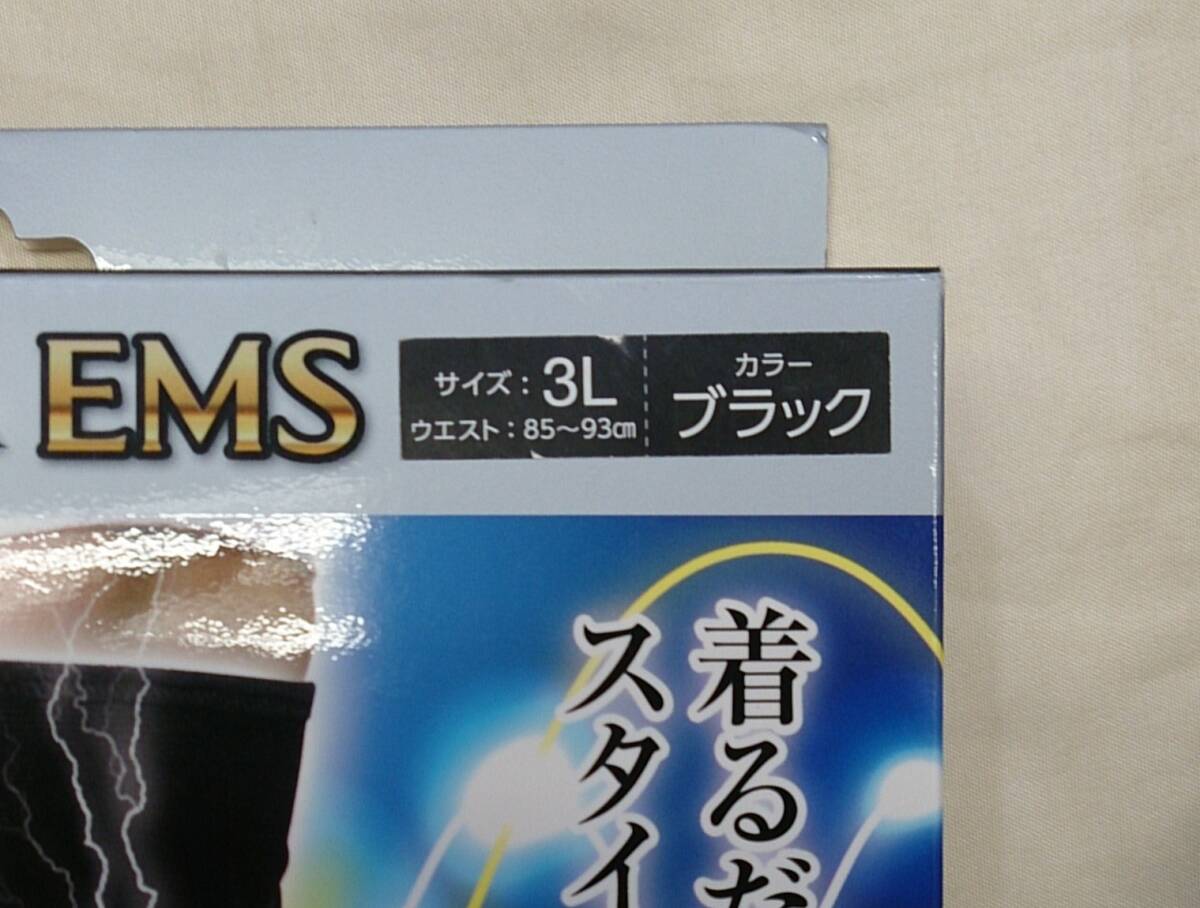 EMS
サイズ：3L
ウエスト：85〜93㎝
カラー
ブラック
着るだ
スタイ